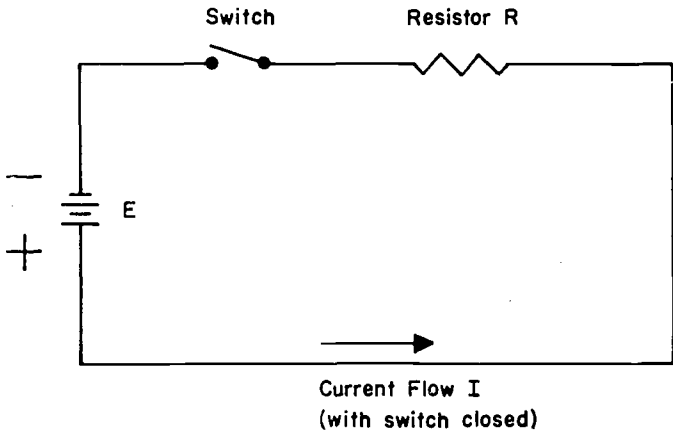 Switch
Resistor R
−
E
+
Current Flow I
(with switch closed)